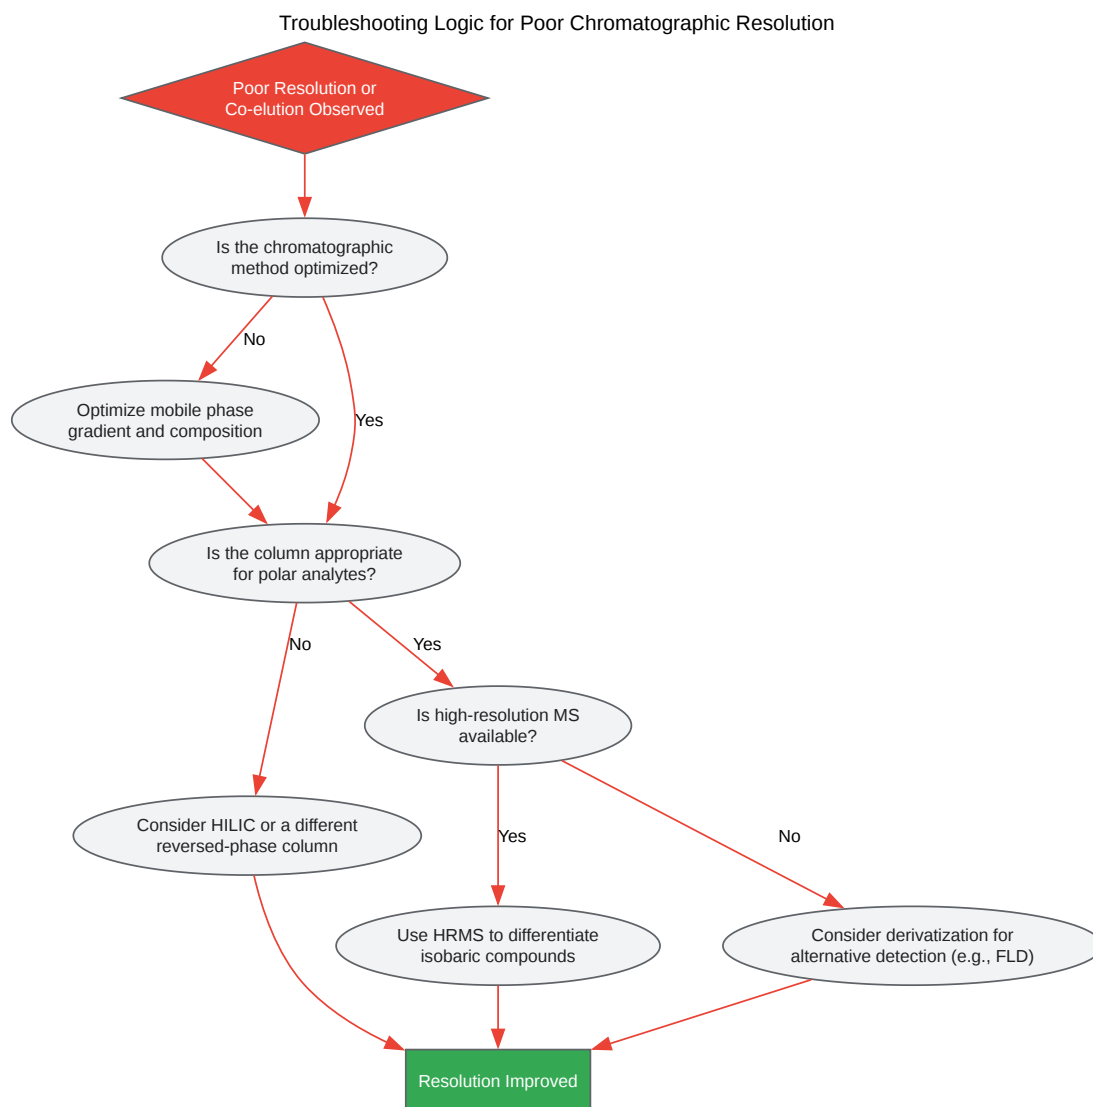 Troubleshooting Logic for Poor Chromatographic Resolution
Poor Resolution or
Co-elution Observed
Is the chromatographic
method optimized?
No
Optimize mobile phase
gradient and composition
Yes
Is the column appropriate
for polar analytes?
No
Yes
Is high-resolution MS
available?
Consider HILIC or a different
reversed-phase column
Yes
No
Use HRMS to differentiate
isobaric compounds
Consider derivatization for
alternative detection (e.g., FLD)
Resolution Improved